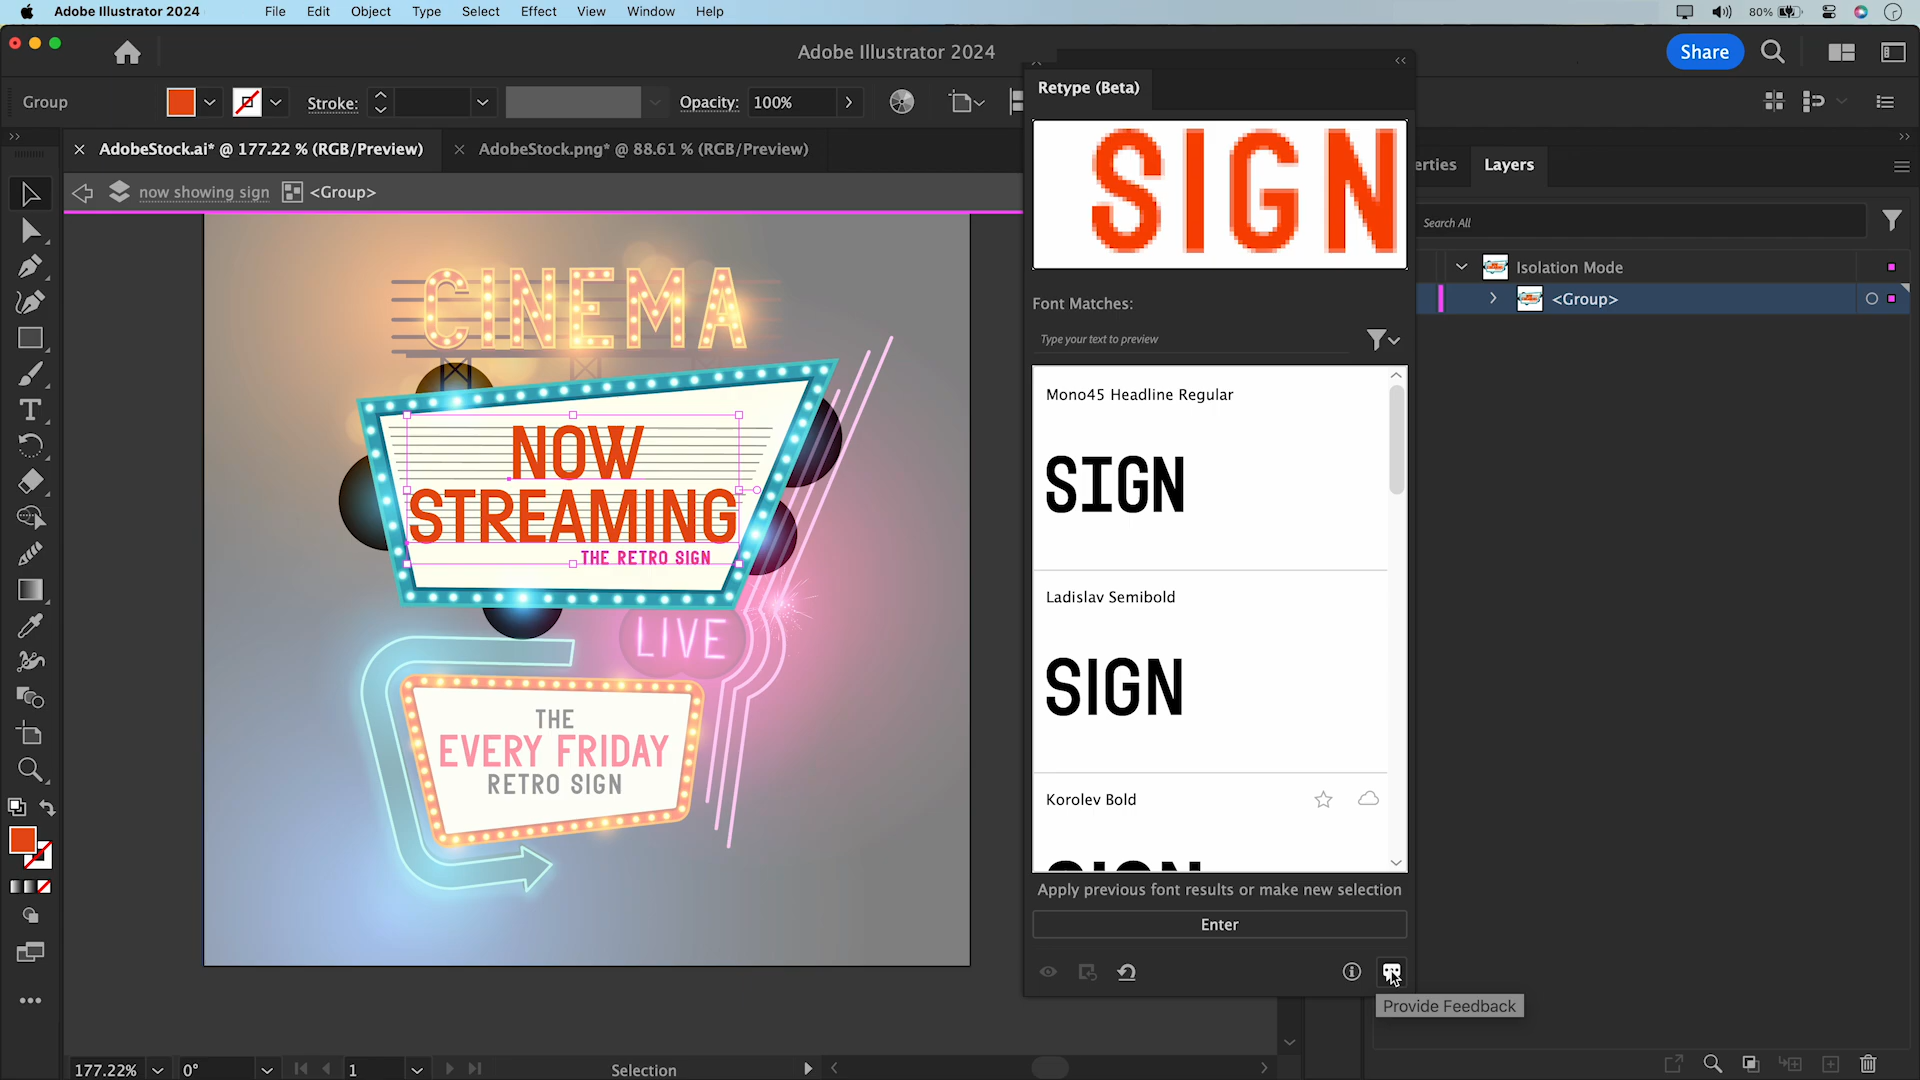 Adobe Illustrator 2024 File Edit Object Type Select Effect View Window Help 80%
Adobe Illustrator 2024
Share
Group
Stroke:
Opacity: 100%
Retype (Beta)
AdobeStock.ai* @ 177.22 % (RGB/Preview)
AdobeStock.png* @ 88.61 % (RGB/Preview)
erties
Layers
now showing sign
<Group>
SIGN
Search All
Isolation Mode
<Group>
Font Matches:
Type your text to preview
CINEMA
NOW
STREAMING
THE RETRO SIGN
LIVE
THE
EVERY FRIDAY
RETRO SIGN
Mono45 Headline Regular
SIGN
Ladislav Semibold
SIGN
Korolev Bold
SIGN
Apply previous font results or make new selection
Enter
Provide Feedback
177.22%
0°
1
Selection